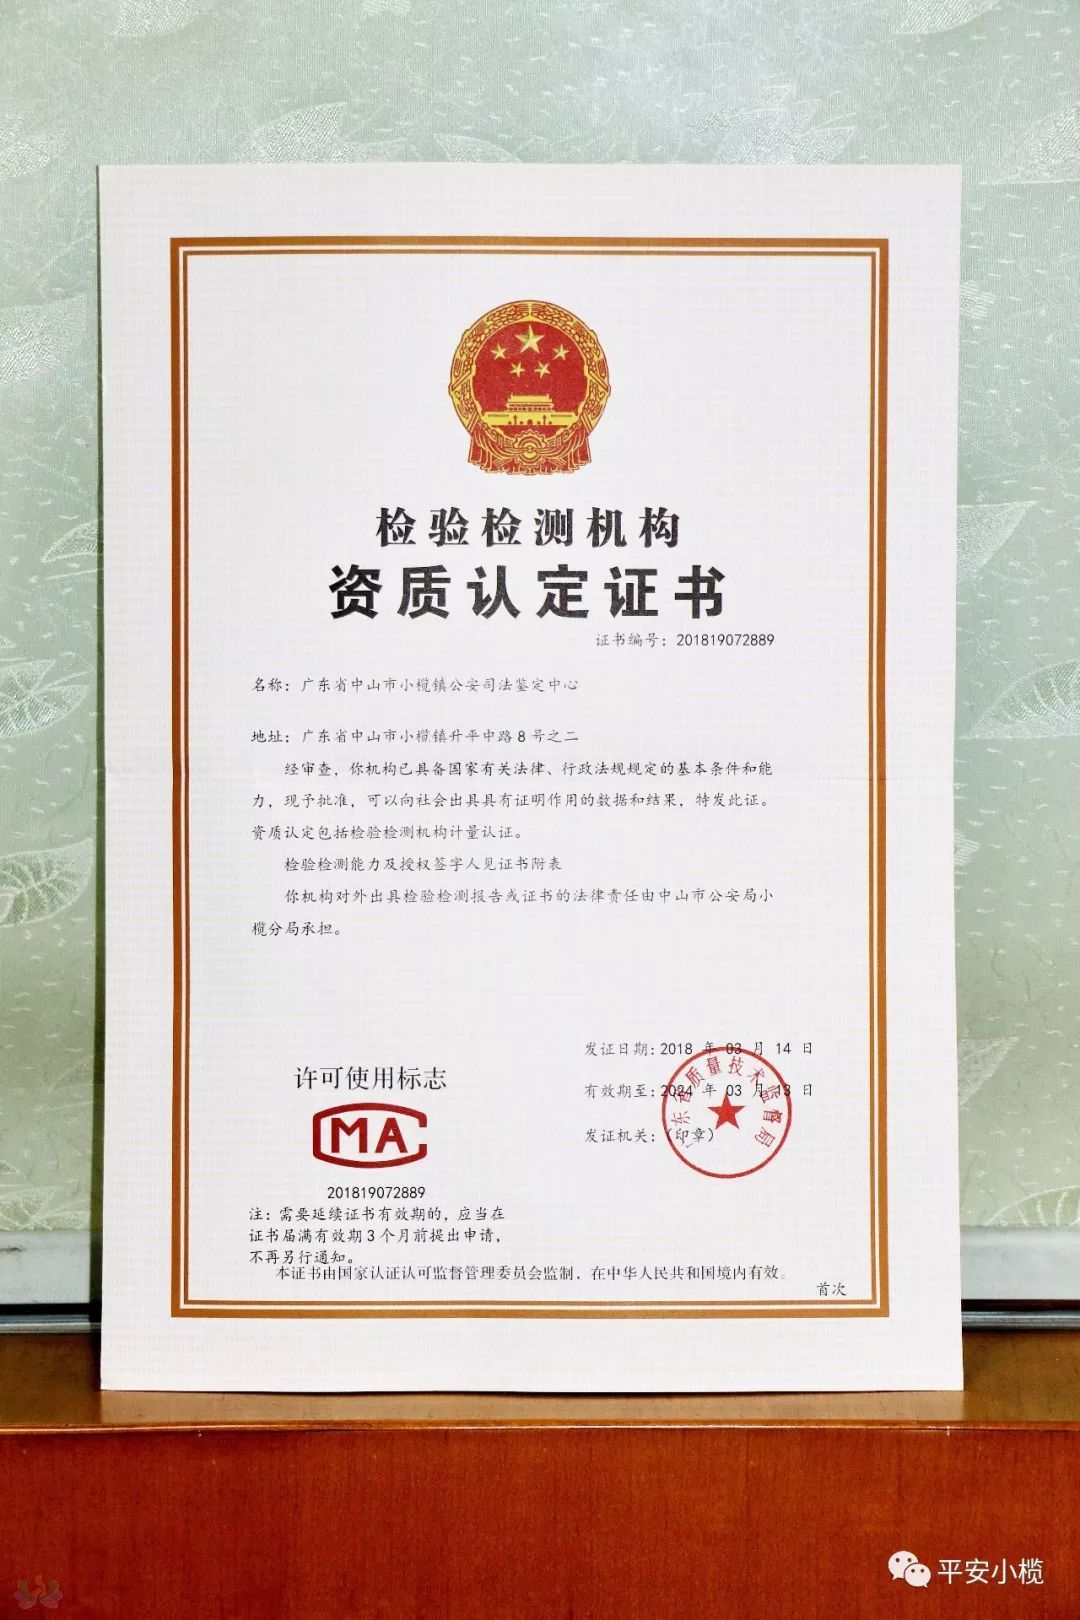 检验检测机构
资质认定证书
证书编号：201819072889
名称：广东省中山市小榄镇公安司法鉴定中心
地址：广东省中山市小榄镇升平中路8号之二
经审查，你机构已具备国家有关法律、行政法规规定的基本条件和能
力，现予批准，可以向社会出具具有证明作用的数据和结果，特发此证。
资质认定包括检验检测机构计量认证。
检验检测能力及授权签字人见证书附表
你机构对外出具检验检测报告或证书的法律责任由中山市公安局小
榄分局承担。
发证日期：2018 年 03 月 14 日
有效期至：2024 年 03 月 13 日
发证机关：（印章）
广东省质量技术监督局
许可使用标志
MA
201819072889
注：需要延续证书有效期的，应当在
证书届满有效期3个月前提出申请，
不再另行通知。
本证书由国家认证认可监督管理委员会监制，在中华人民共和国境内有效。
首次
平安小榄